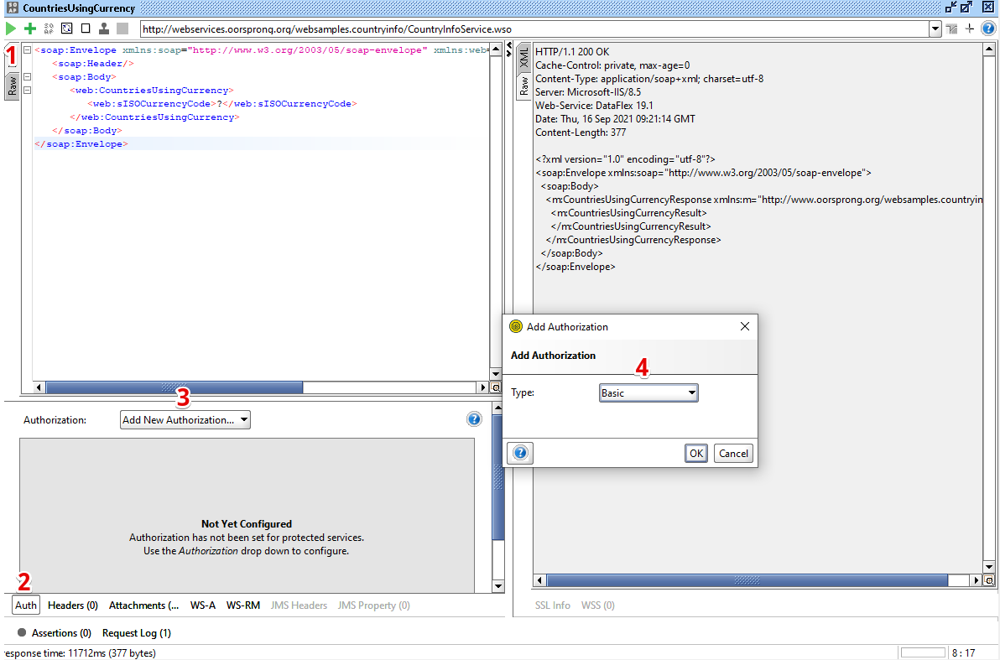 CountriesUsingCurrency
http://webservices.oorsprong.org/websamples.countryinfo/CountryInfoService.wso
1
Raw
<soap:Envelope xmlns:soap="http://www.w3.org/2003/05/soap-envelope" xmlns:web=
<soap:Header/>
<soap:Body>
<web:CountriesUsingCurrency>
<web:sISOCurrencyCode>?</web:sISOCurrencyCode>
</web:CountriesUsingCurrency>
</soap:Body>
</soap:Envelope>
XML
Raw
HTTP/1.1 200 OK
Cache-Control: private, max-age=0
Content-Type: application/soap+xml; charset=utf-8
Server: Microsoft-IIS/8.5
Web-Service: DataFlex 19.1
Date: Thu, 16 Sep 2021 09:21:14 GMT
Content-Length: 377
<?xml version="1.0" encoding="utf-8"?>
<soap:Envelope xmlns:soap="http://www.w3.org/2003/05/soap-envelope">
<soap:Body>
<m:CountriesUsingCurrencyResponse xmlns:m="http://www.oorsprong.org/websamples.countryin
<m:CountriesUsingCurrencyResult>
</m:CountriesUsingCurrencyResult>
</m:CountriesUsingCurrencyResponse>
</soap:Body>
</soap:Envelope>
Add Authorization
Add Authorization
4
Type: Basic
OK Cancel
3
Authorization: Add New Authorization...
Not Yet Configured
Authorization has not been set for protected services.
Use the Authorization drop down to configure.
2
Auth Headers (0) Attachments (... WS-A WS-RM JMS Headers JMS Property (0)
SSL Info WSS (0)
Assertions (0) Request Log (1)
response time: 11712ms (377 bytes)
8 : 17